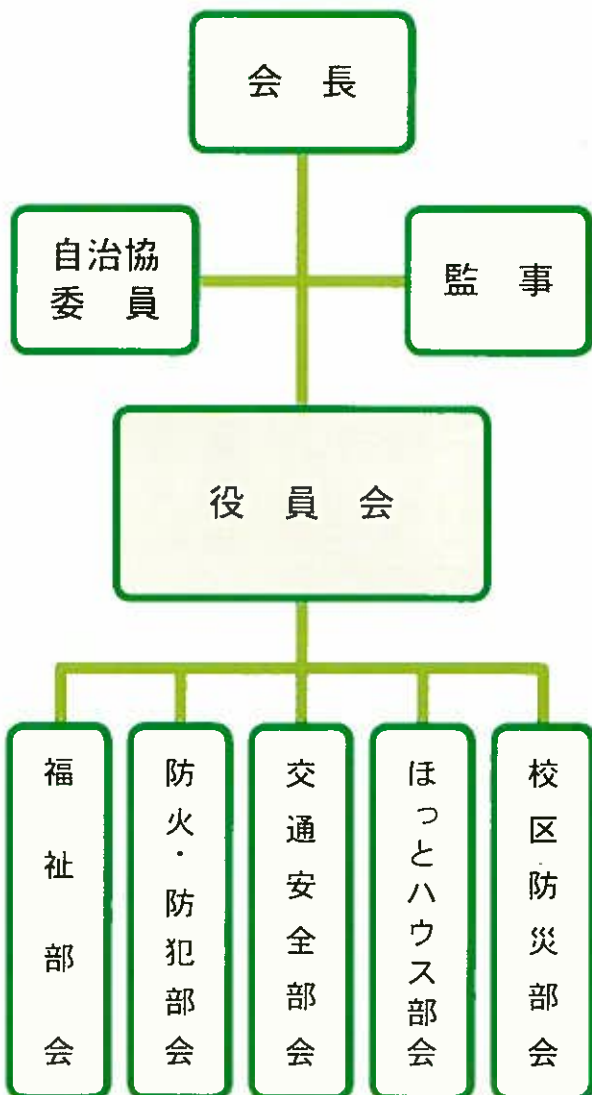 会長
自治協
委員
監事
役員会
福祉部会
防火・防犯部会
交通安全部会
ほっとハウス部会
校区防災部会